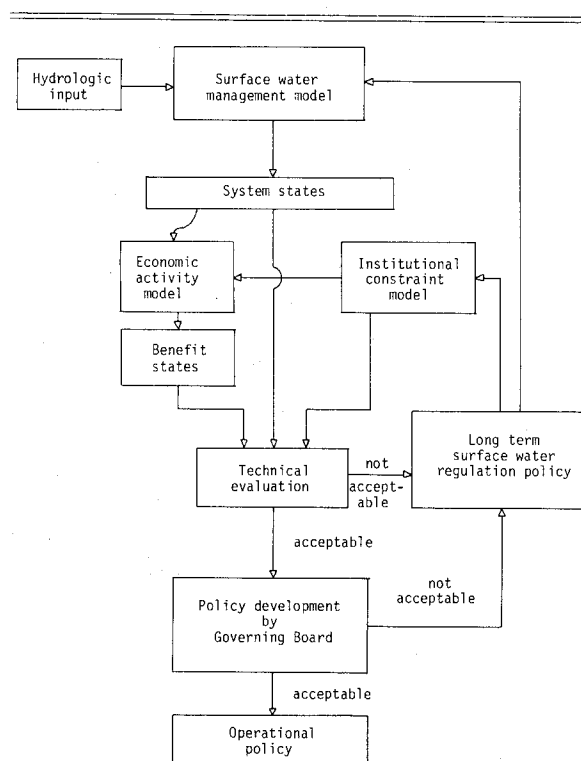 Hydrologic
input
Surface water
management model
System states
Economic
activity
model
Institutional
constraint
model
Benefit
states
Technical
evaluation
not
accept-
able
Long term
surface water
regulation policy
acceptable
Policy development
by
Governing Board
not
acceptable
acceptable
Operational
policy